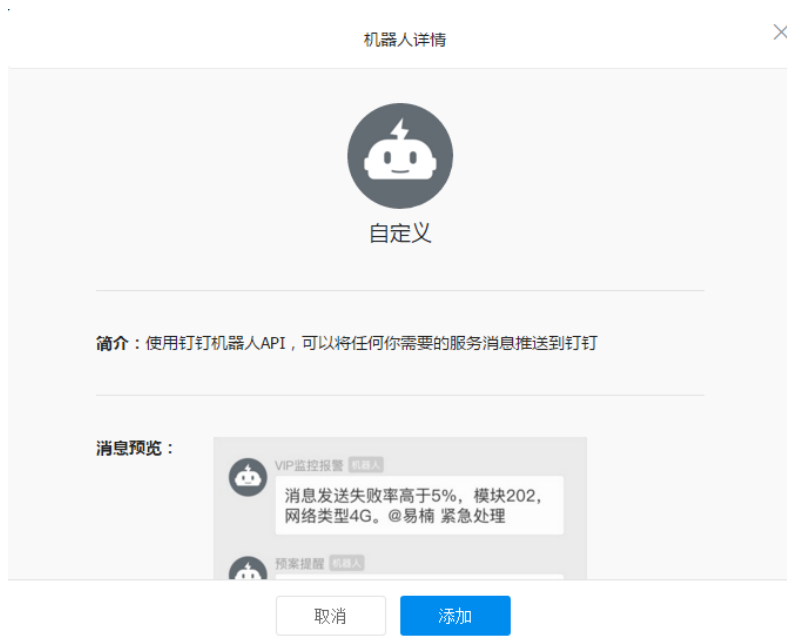 机器人详情
自定义
简介：使用钉钉机器人API，可以将任何你需要的服务消息推送到钉钉
消息预览：
VIP监控报警 机器人
消息发送失败率高于5%，模块202，
网络类型4G。@易楠 紧急处理
预案提醒 机器人
取消 添加